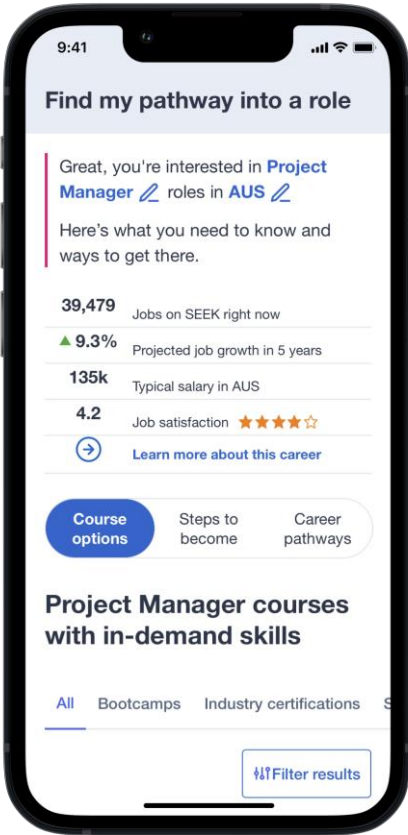 9:41
Find my pathway into a role
Great, you're interested in Project
Manager roles in AUS
Here's what you need to know and
ways to get there.
39,479 Jobs on SEEK right now
9.3% Projected job growth in 5 years
135k Typical salary in AUS
4.2 Job satisfaction
Learn more about this career
Course options
Steps to become
Career pathways
Project Manager courses
with in-demand skills
All Bootcamps Industry certifications S
Filter results